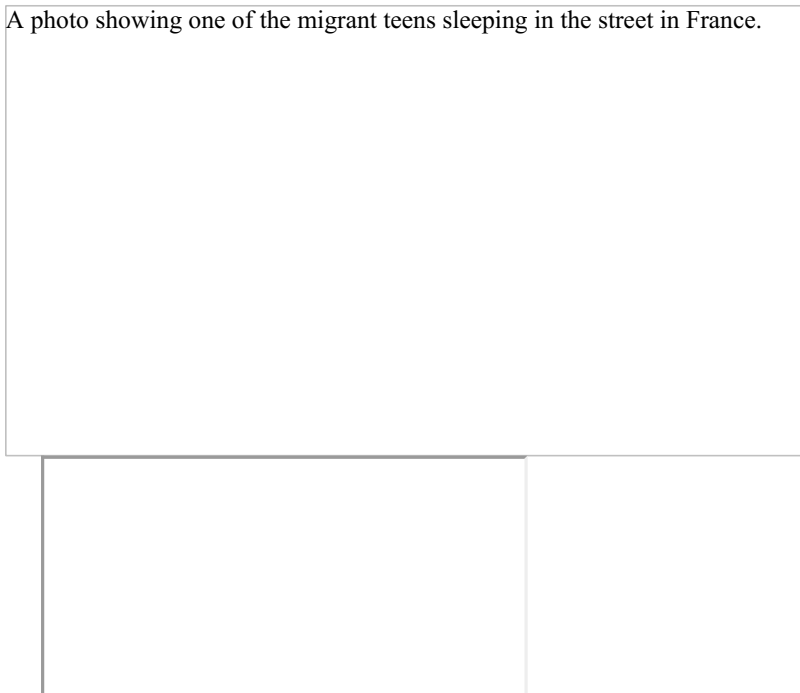 A photo showing one of the migrant teens sleeping in the street in France.